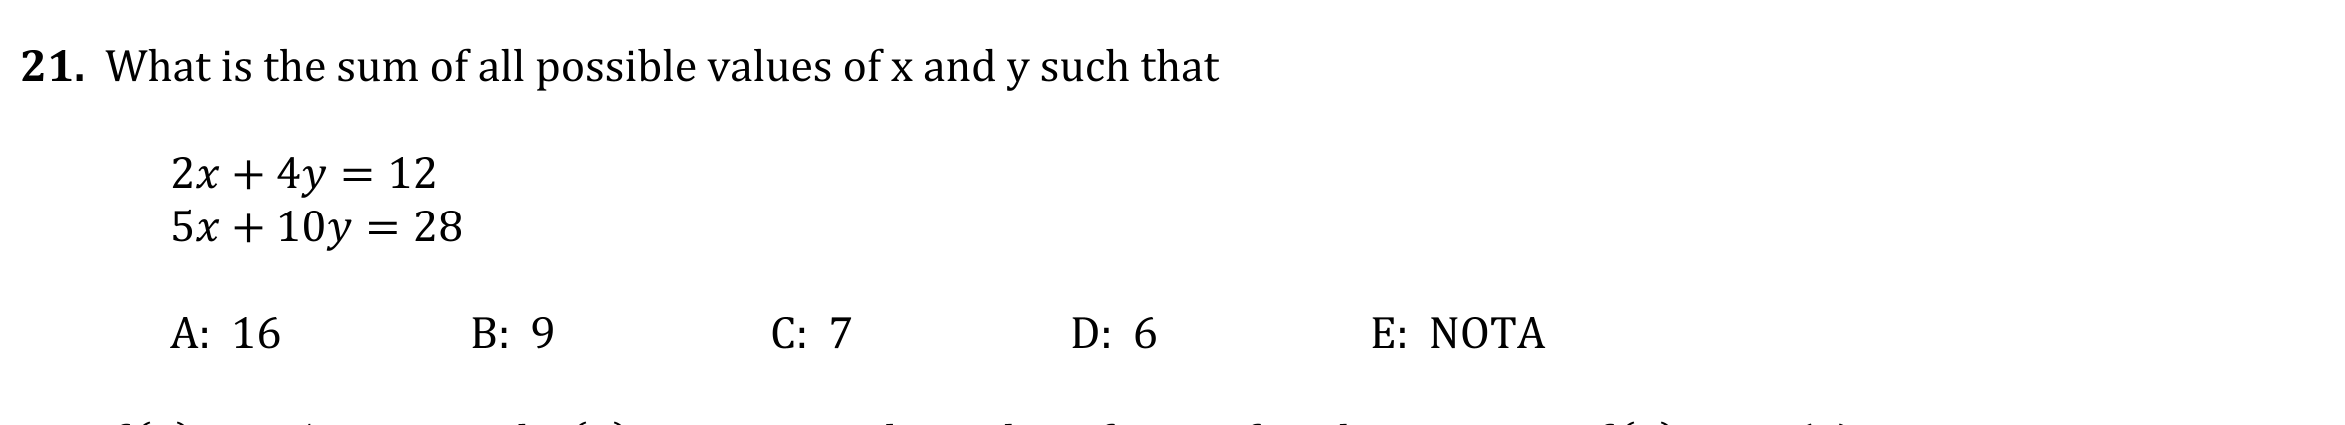 21. What is the sum of all possible values of x and y such that
2x + 4y = 12
5x + 10y = 28
A: 16 B: 9 C: 7 D: 6 E: NOTA